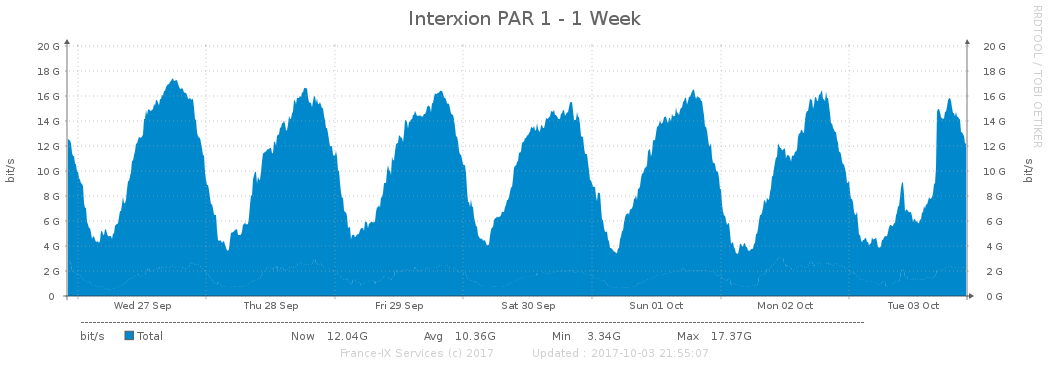 Interxion PAR 1 - 1 Week
RRDTOOL / TOBI OETIKER
20 G 20 G
18 G 18 G
16 G 16 G
14 G 14 G
12 G 12 G
10 G 10 G
8 G 8 G
6 G 6 G
4 G 4 G
2 G 2 G
0 0 G
bit/s
bit/s
Wed 27 Sep Thu 28 Sep Fri 29 Sep Sat 30 Sep Sun 01 Oct Mon 02 Oct Tue 03 Oct
bit/s Total Now 12.04G Avg 10.36G Min 3.34G Max 17.37G
France-IX Services (c) 2017 Updated : 2017-10-03 21:55:07